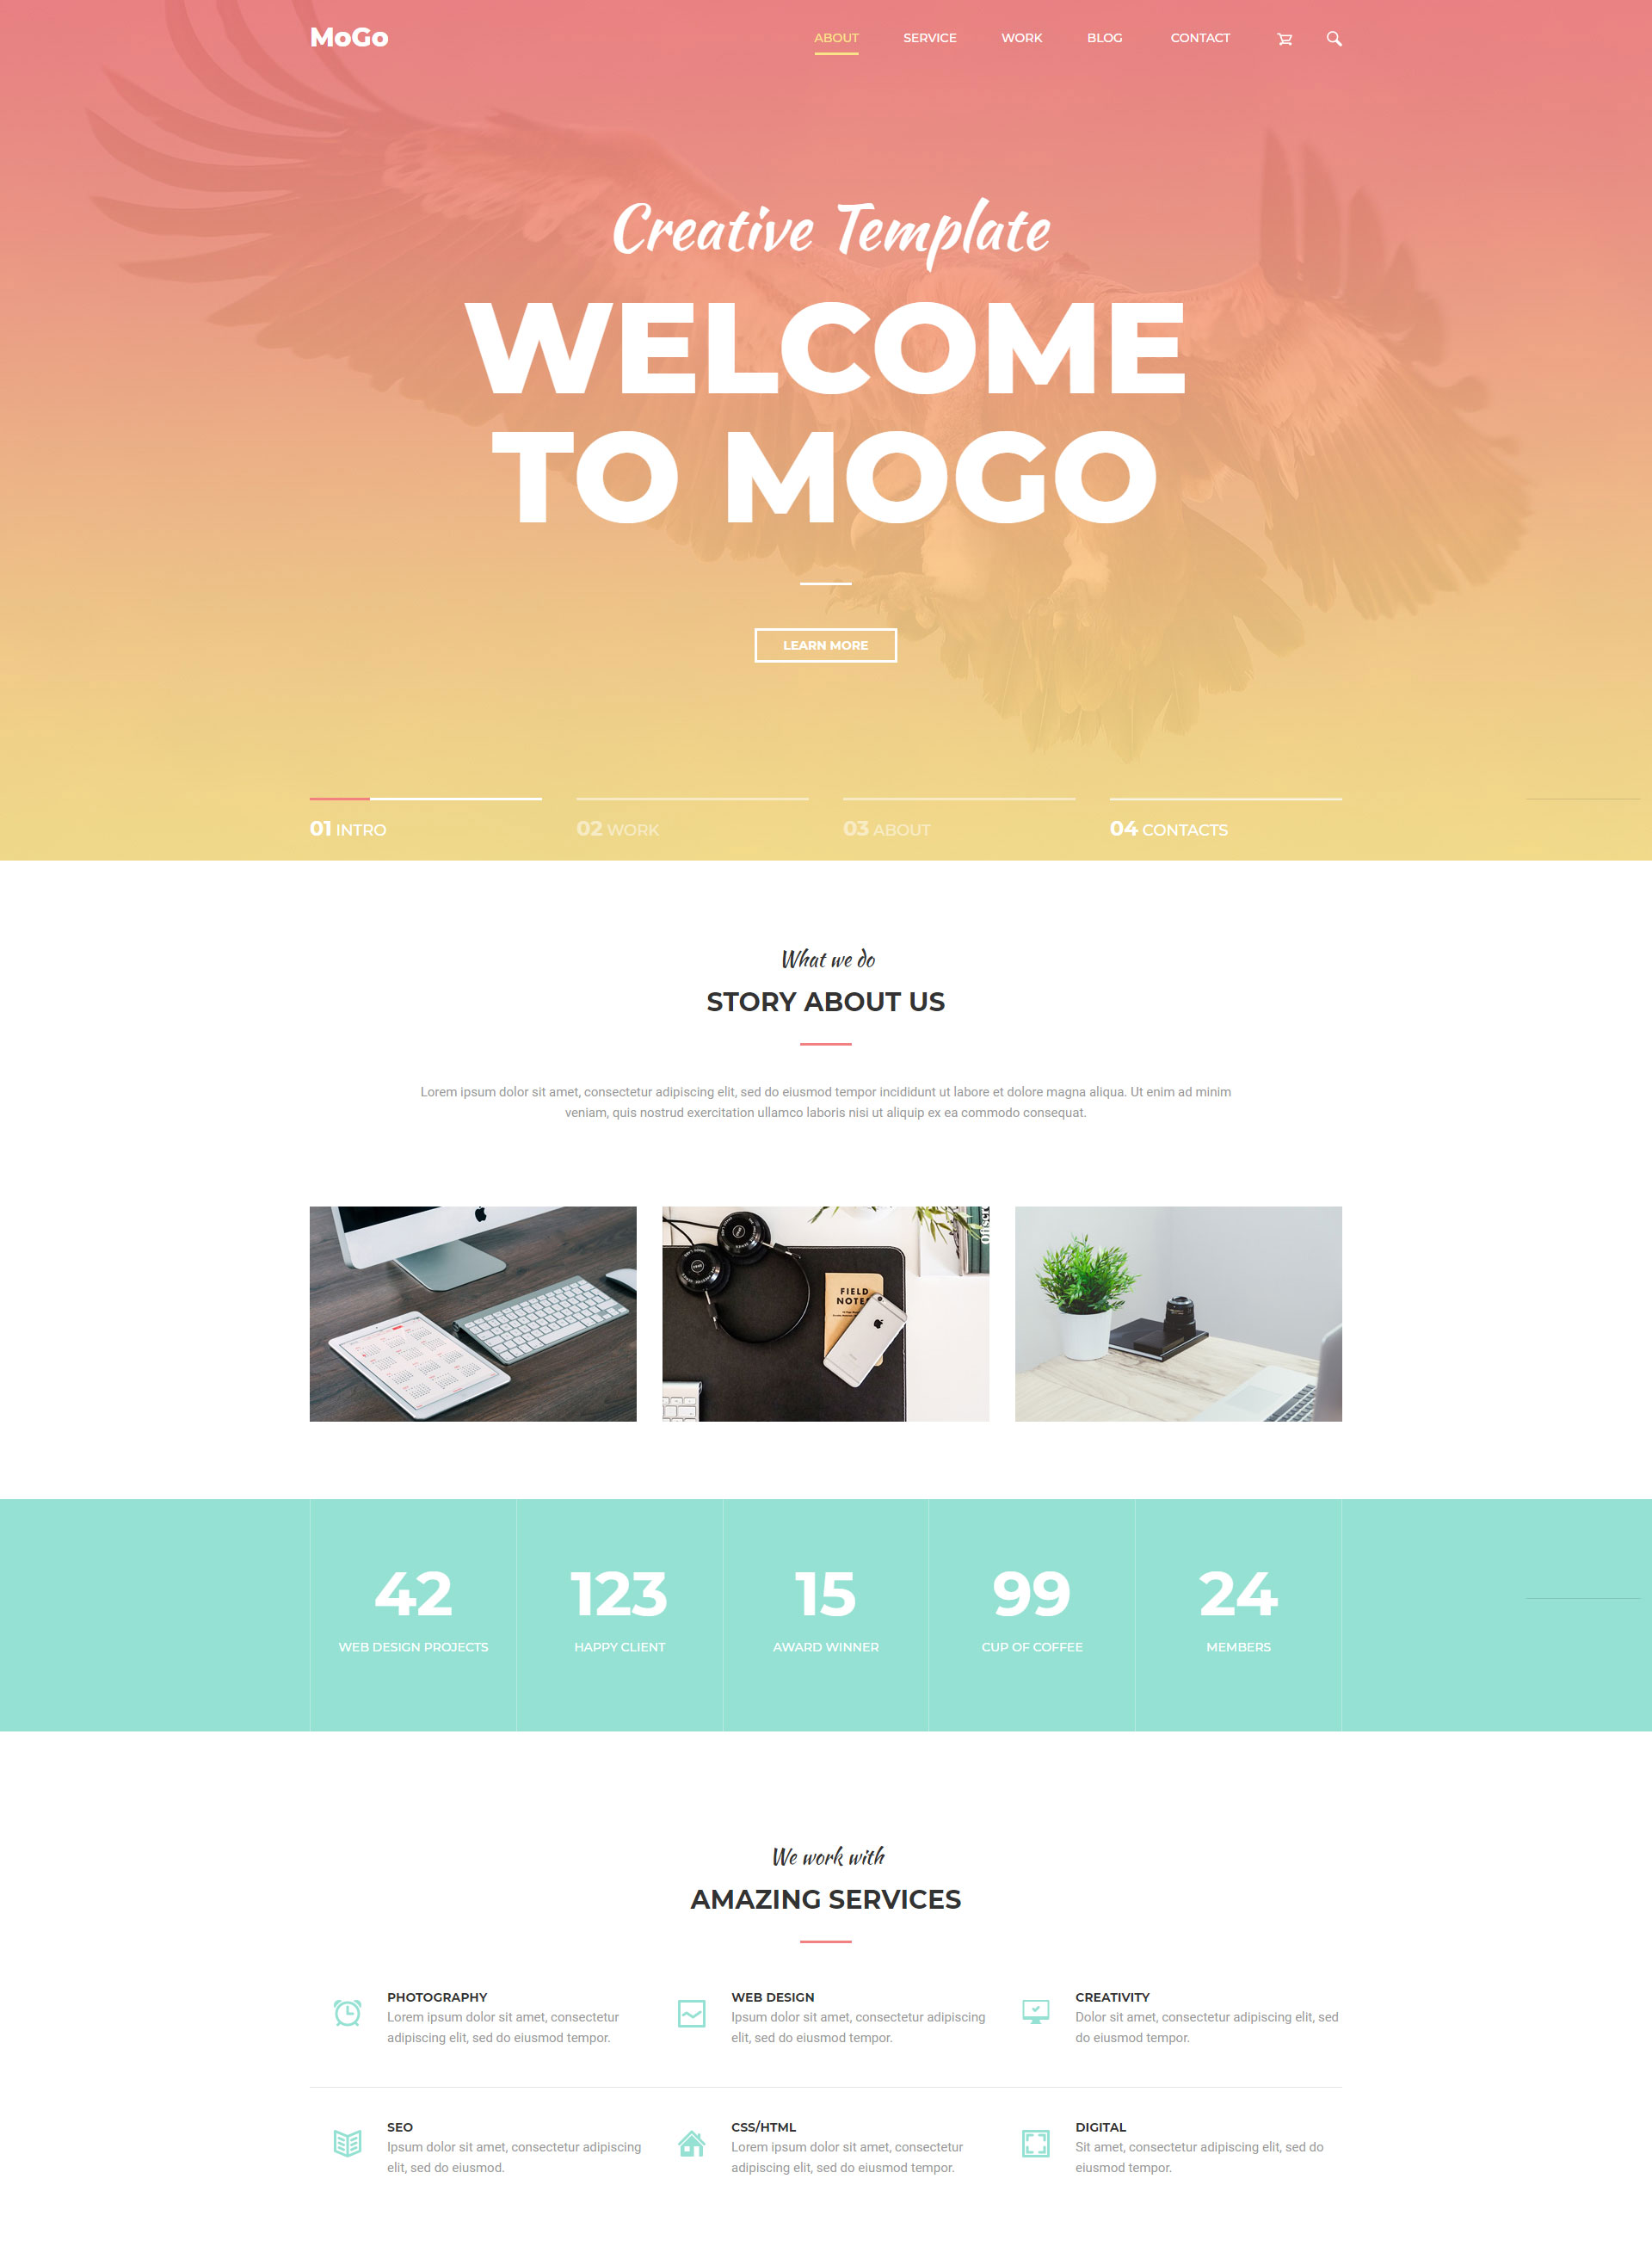 MoGo
ABOUT SERVICE WORK BLOG CONTACT
Creative Template
WELCOME
TO MOGO
LEARN MORE
01 INTRO
02 WORK
03 ABOUT
04 CONTACTS
What we do
STORY ABOUT US
Lorem ipsum dolor sit amet, consectetur adipiscing elit, sed do eiusmod tempor incididunt ut labore et dolore magna aliqua. Ut enim ad minim
veniam, quis nostrud exercitation ullamco laboris nisi ut aliquip ex ea commodo consequat.
FIELD
NOTES
42
WEB DESIGN PROJECTS
123
HAPPY CLIENT
15
AWARD WINNER
99
CUP OF COFFEE
24
MEMBERS
We work with
AMAZING SERVICES
PHOTOGRAPHY
Lorem ipsum dolor sit amet, consectetur
adipiscing elit, sed do eiusmod tempor.
WEB DESIGN
Ipsum dolor sit amet, consectetur adipiscing
elit, sed do eiusmod tempor.
CREATIVITY
Dolor sit amet, consectetur adipiscing elit, sed
do eiusmod tempor.
SEO
Ipsum dolor sit amet, consectetur adipiscing
elit, sed do eiusmod.
CSS/HTML
Lorem ipsum dolor sit amet, consectetur
adipiscing elit, sed do eiusmod tempor.
DIGITAL
Sit amet, consectetur adipiscing elit, sed do
eiusmod tempor.